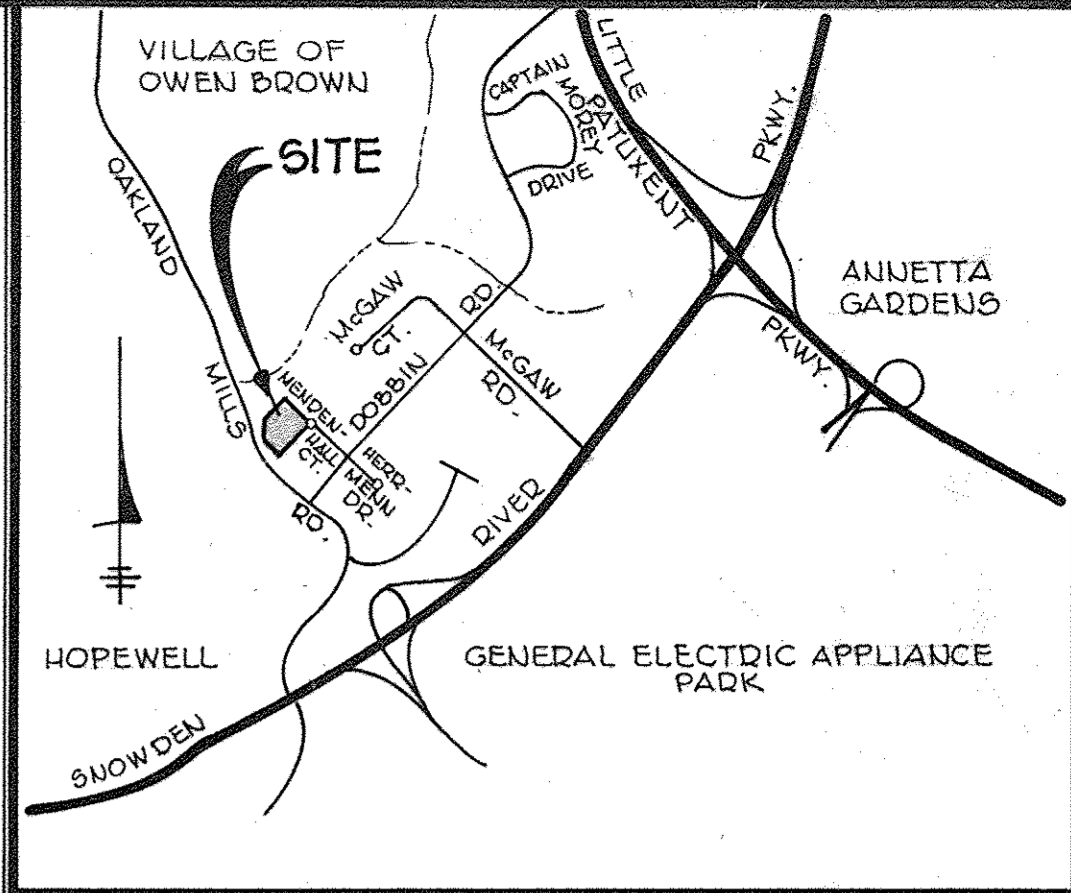 VILLAGE OF
OWEN BROWN
SITE
CAPTAIN
MOREY
DRIVE
LITTLE
PATUXENT
PKWY.
PKWY.
OAKLAND
MILLS
RD.
ANNETTA
GARDENS
McGAW
CT.
DOBBIN
RD.
McGAW
RD.
MENDEN-
HALL
CT.
HERR-
MENN
DR.
SNOWDEN
RIVER
HOPEWELL
GENERAL ELECTRIC APPLIANCE
PARK